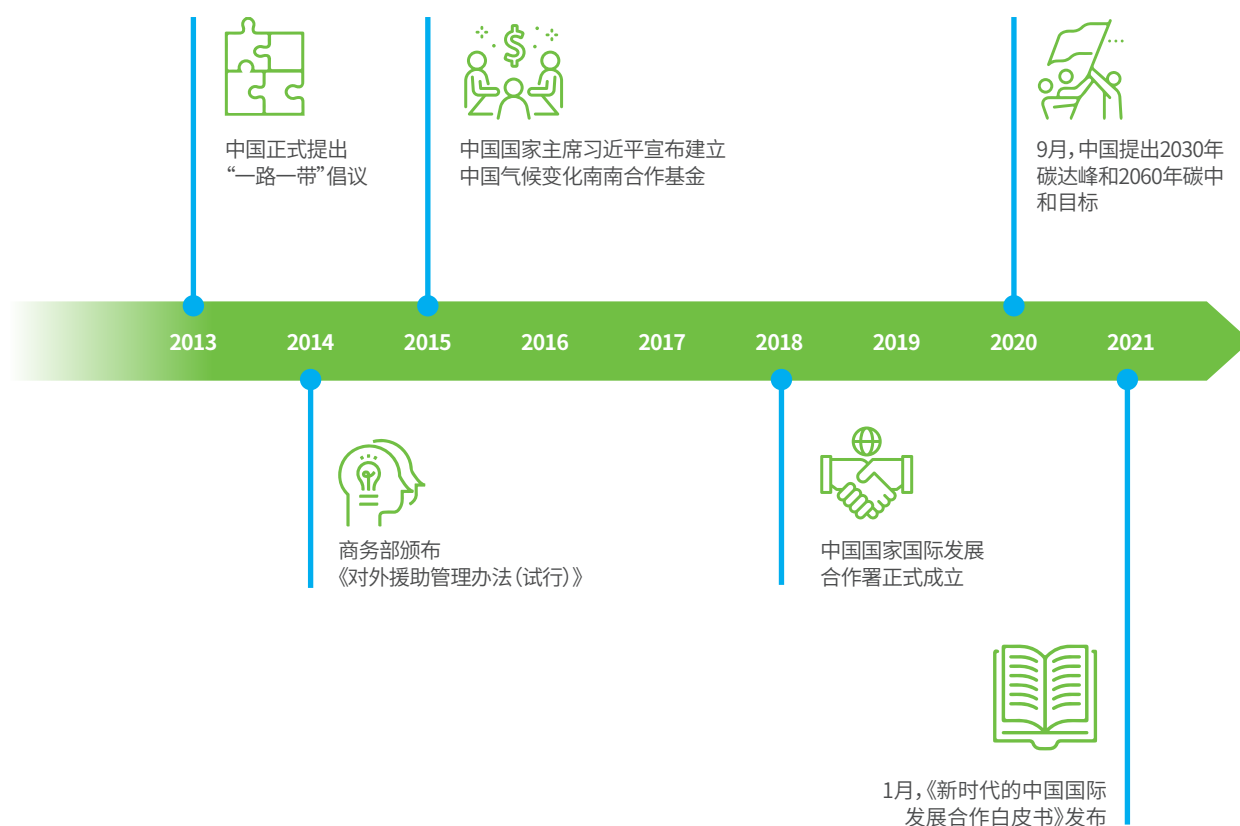 中国正式提出
“一路一带”倡议
中国国家主席习近平宣布建立
中国气候变化南南合作基金
9月，中国提出2030年
碳达峰和2060年碳中
和目标
2013 2014 2015 2016 2017 2018 2019 2020 2021
商务部颁布
《对外援助管理办法（试行）》
中国国家国际发展
合作署正式成立
1月，《新时代的中国国际
发展合作白皮书》发布